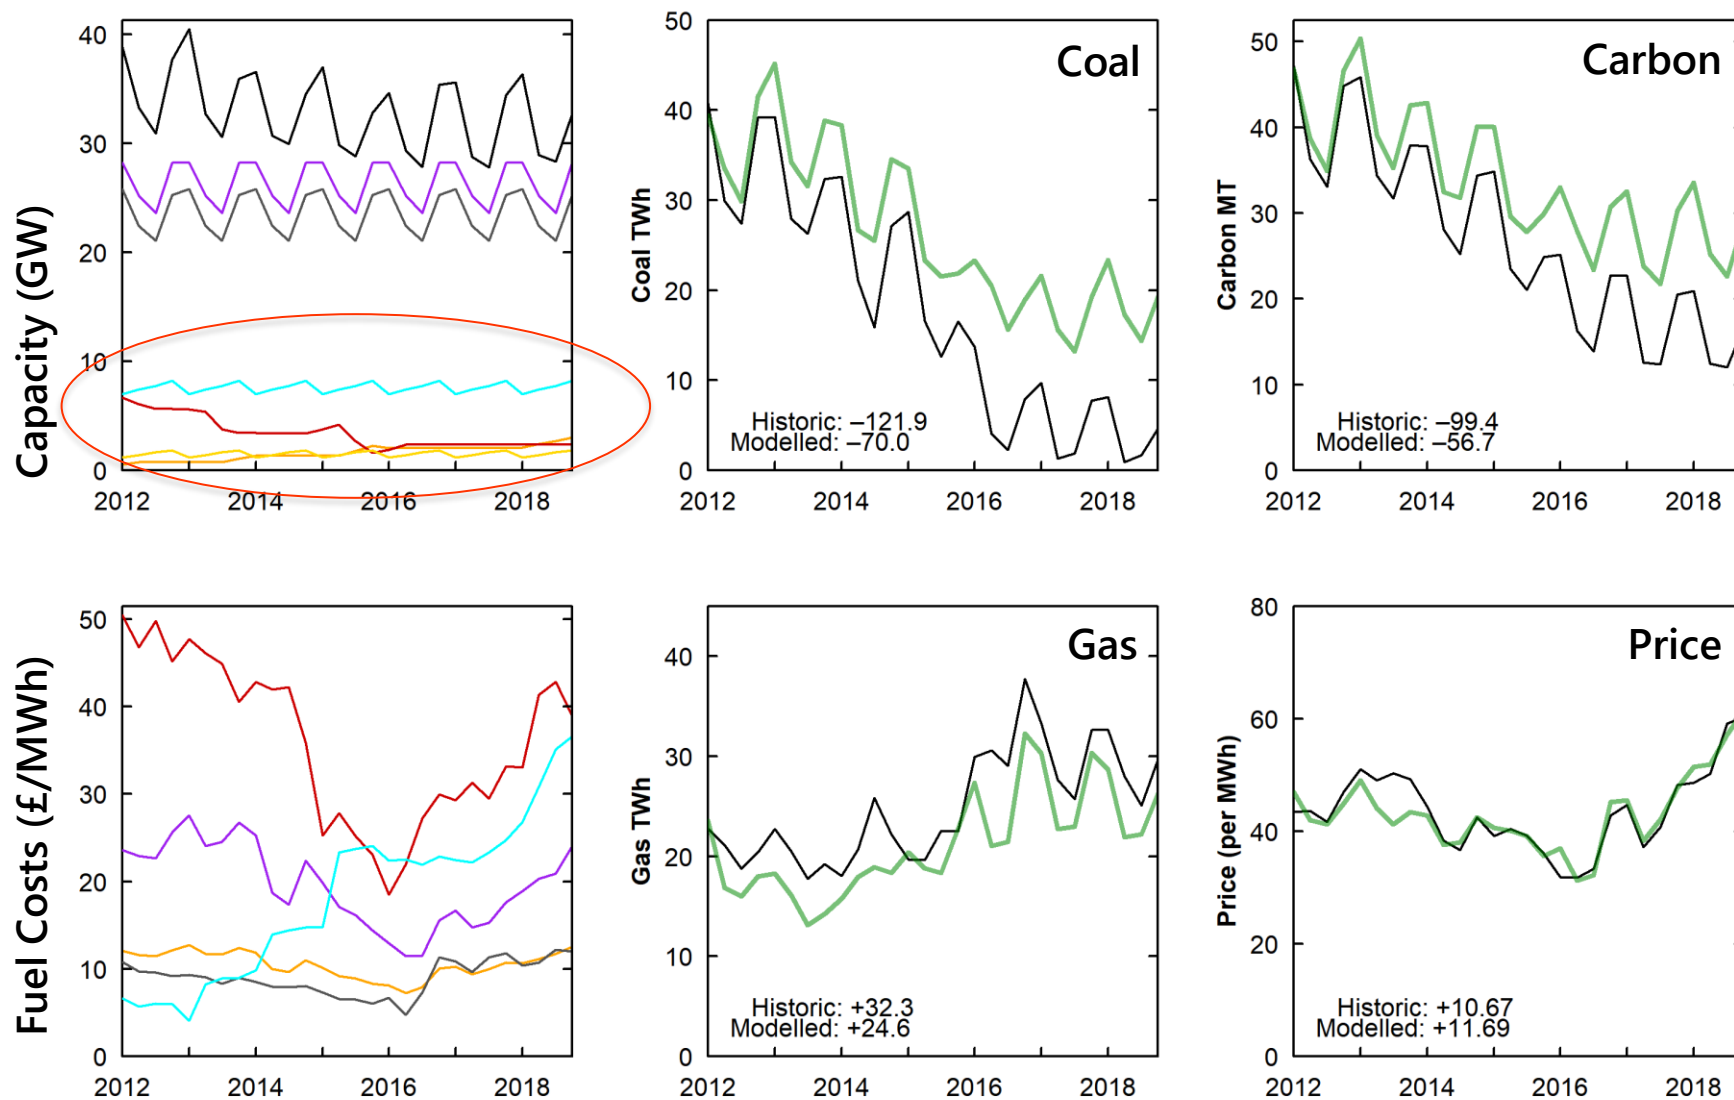 Capacity (GW)
40
30
20
10
0
2012 2014 2016 2018
Coal
Coal TWh
50
40
30
20
10
0
Historic: –121.9
Modelled: –70.0
2012 2014 2016 2018
Carbon
Carbon MT
50
40
30
20
10
0
Historic: –99.4
Modelled: –56.7
2012 2014 2016 2018
Fuel Costs (£/MWh)
50
40
30
20
10
0
2012 2014 2016 2018
Gas
Gas TWh
40
30
20
10
0
Historic: +32.3
Modelled: +24.6
2012 2014 2016 2018
Price
Price (per MWh)
80
60
40
20
0
Historic: +10.67
Modelled: +11.69
2012 2014 2016 2018